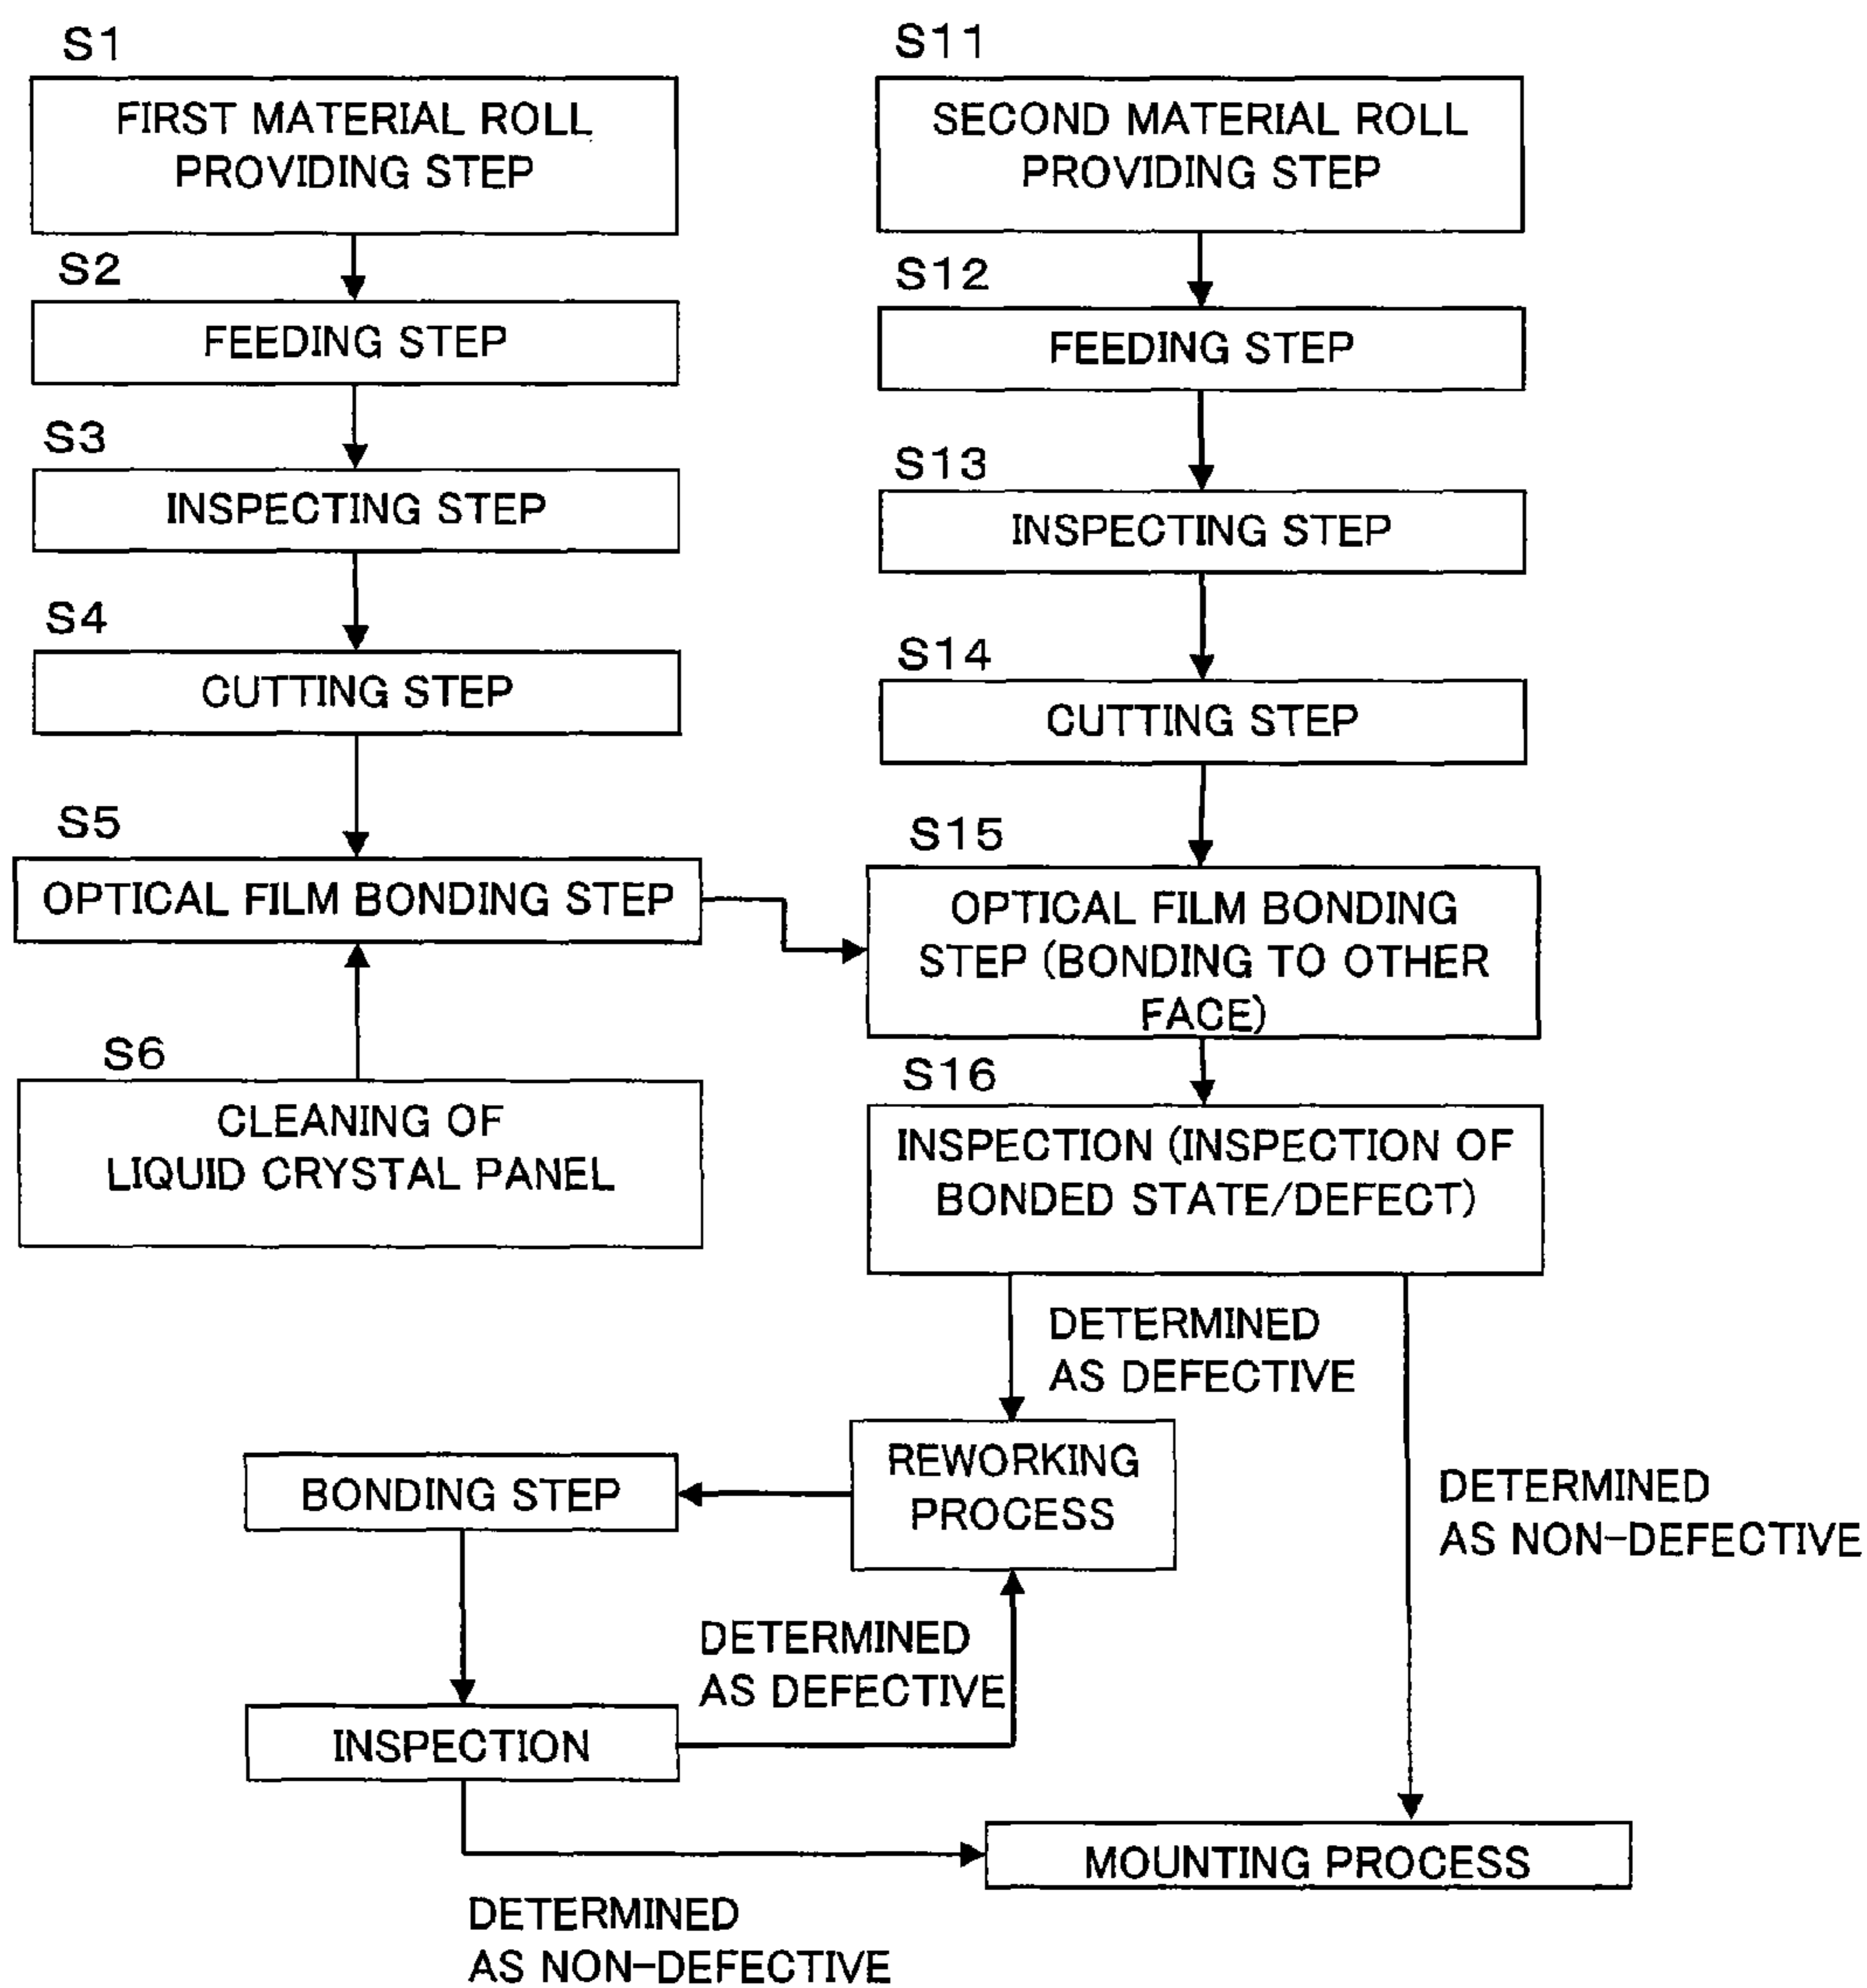 S1
FIRST MATERIAL ROLL
PROVIDING STEP
S2
FEEDING STEP
S3
INSPECTING STEP
S4
CUTTING STEP
S5
OPTICAL FILM BONDING STEP
S6
CLEANING OF
LIQUID CRYSTAL PANEL
S11
SECOND MATERIAL ROLL
PROVIDING STEP
S12
FEEDING STEP
S13
INSPECTING STEP
S14
CUTTING STEP
S15
OPTICAL FILM BONDING
STEP (BONDING TO OTHER
FACE)
S16
INSPECTION (INSPECTION OF
BONDED STATE/DEFECT)
DETERMINED
AS DEFECTIVE
REWORKING
PROCESS
BONDING STEP
DETERMINED
AS NON-DEFECTIVE
DETERMINED
AS DEFECTIVE
INSPECTION
MOUNTING PROCESS
DETERMINED
AS NON-DEFECTIVE